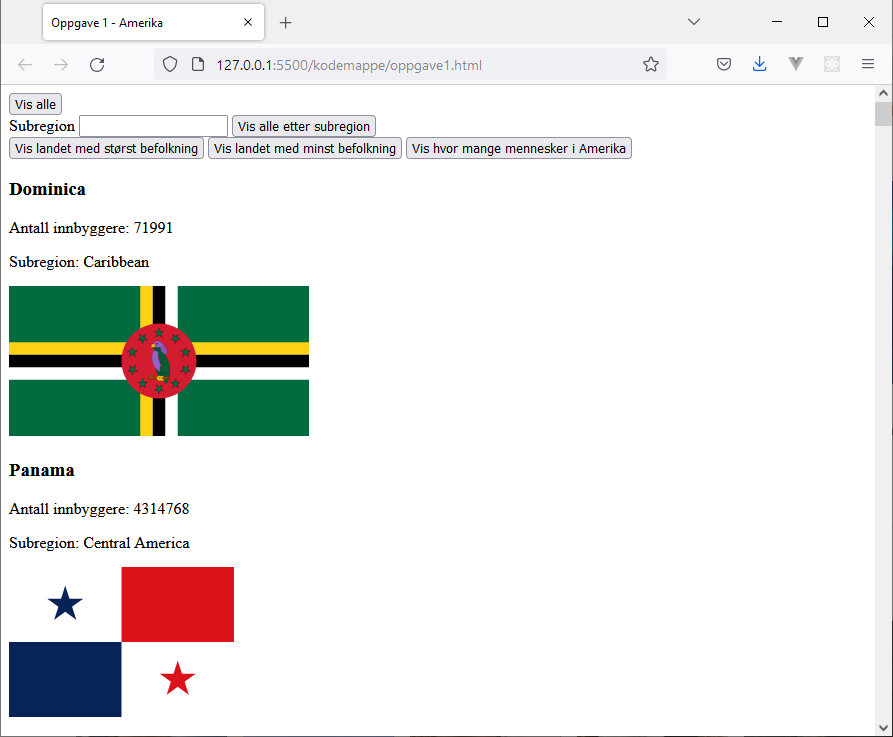 Oppgave 1 - Amerika
127.0.0.1:5500/kodemappe/oppgave1.html
Vis alle
Subregion Vis alle etter subregion
Vis landet med størst befolkning Vis landet med minst befolkning Vis hvor mange mennesker i Amerika
Dominica
Antall innbyggere: 71991
Subregion: Caribbean
Panama
Antall innbyggere: 4314768
Subregion: Central America